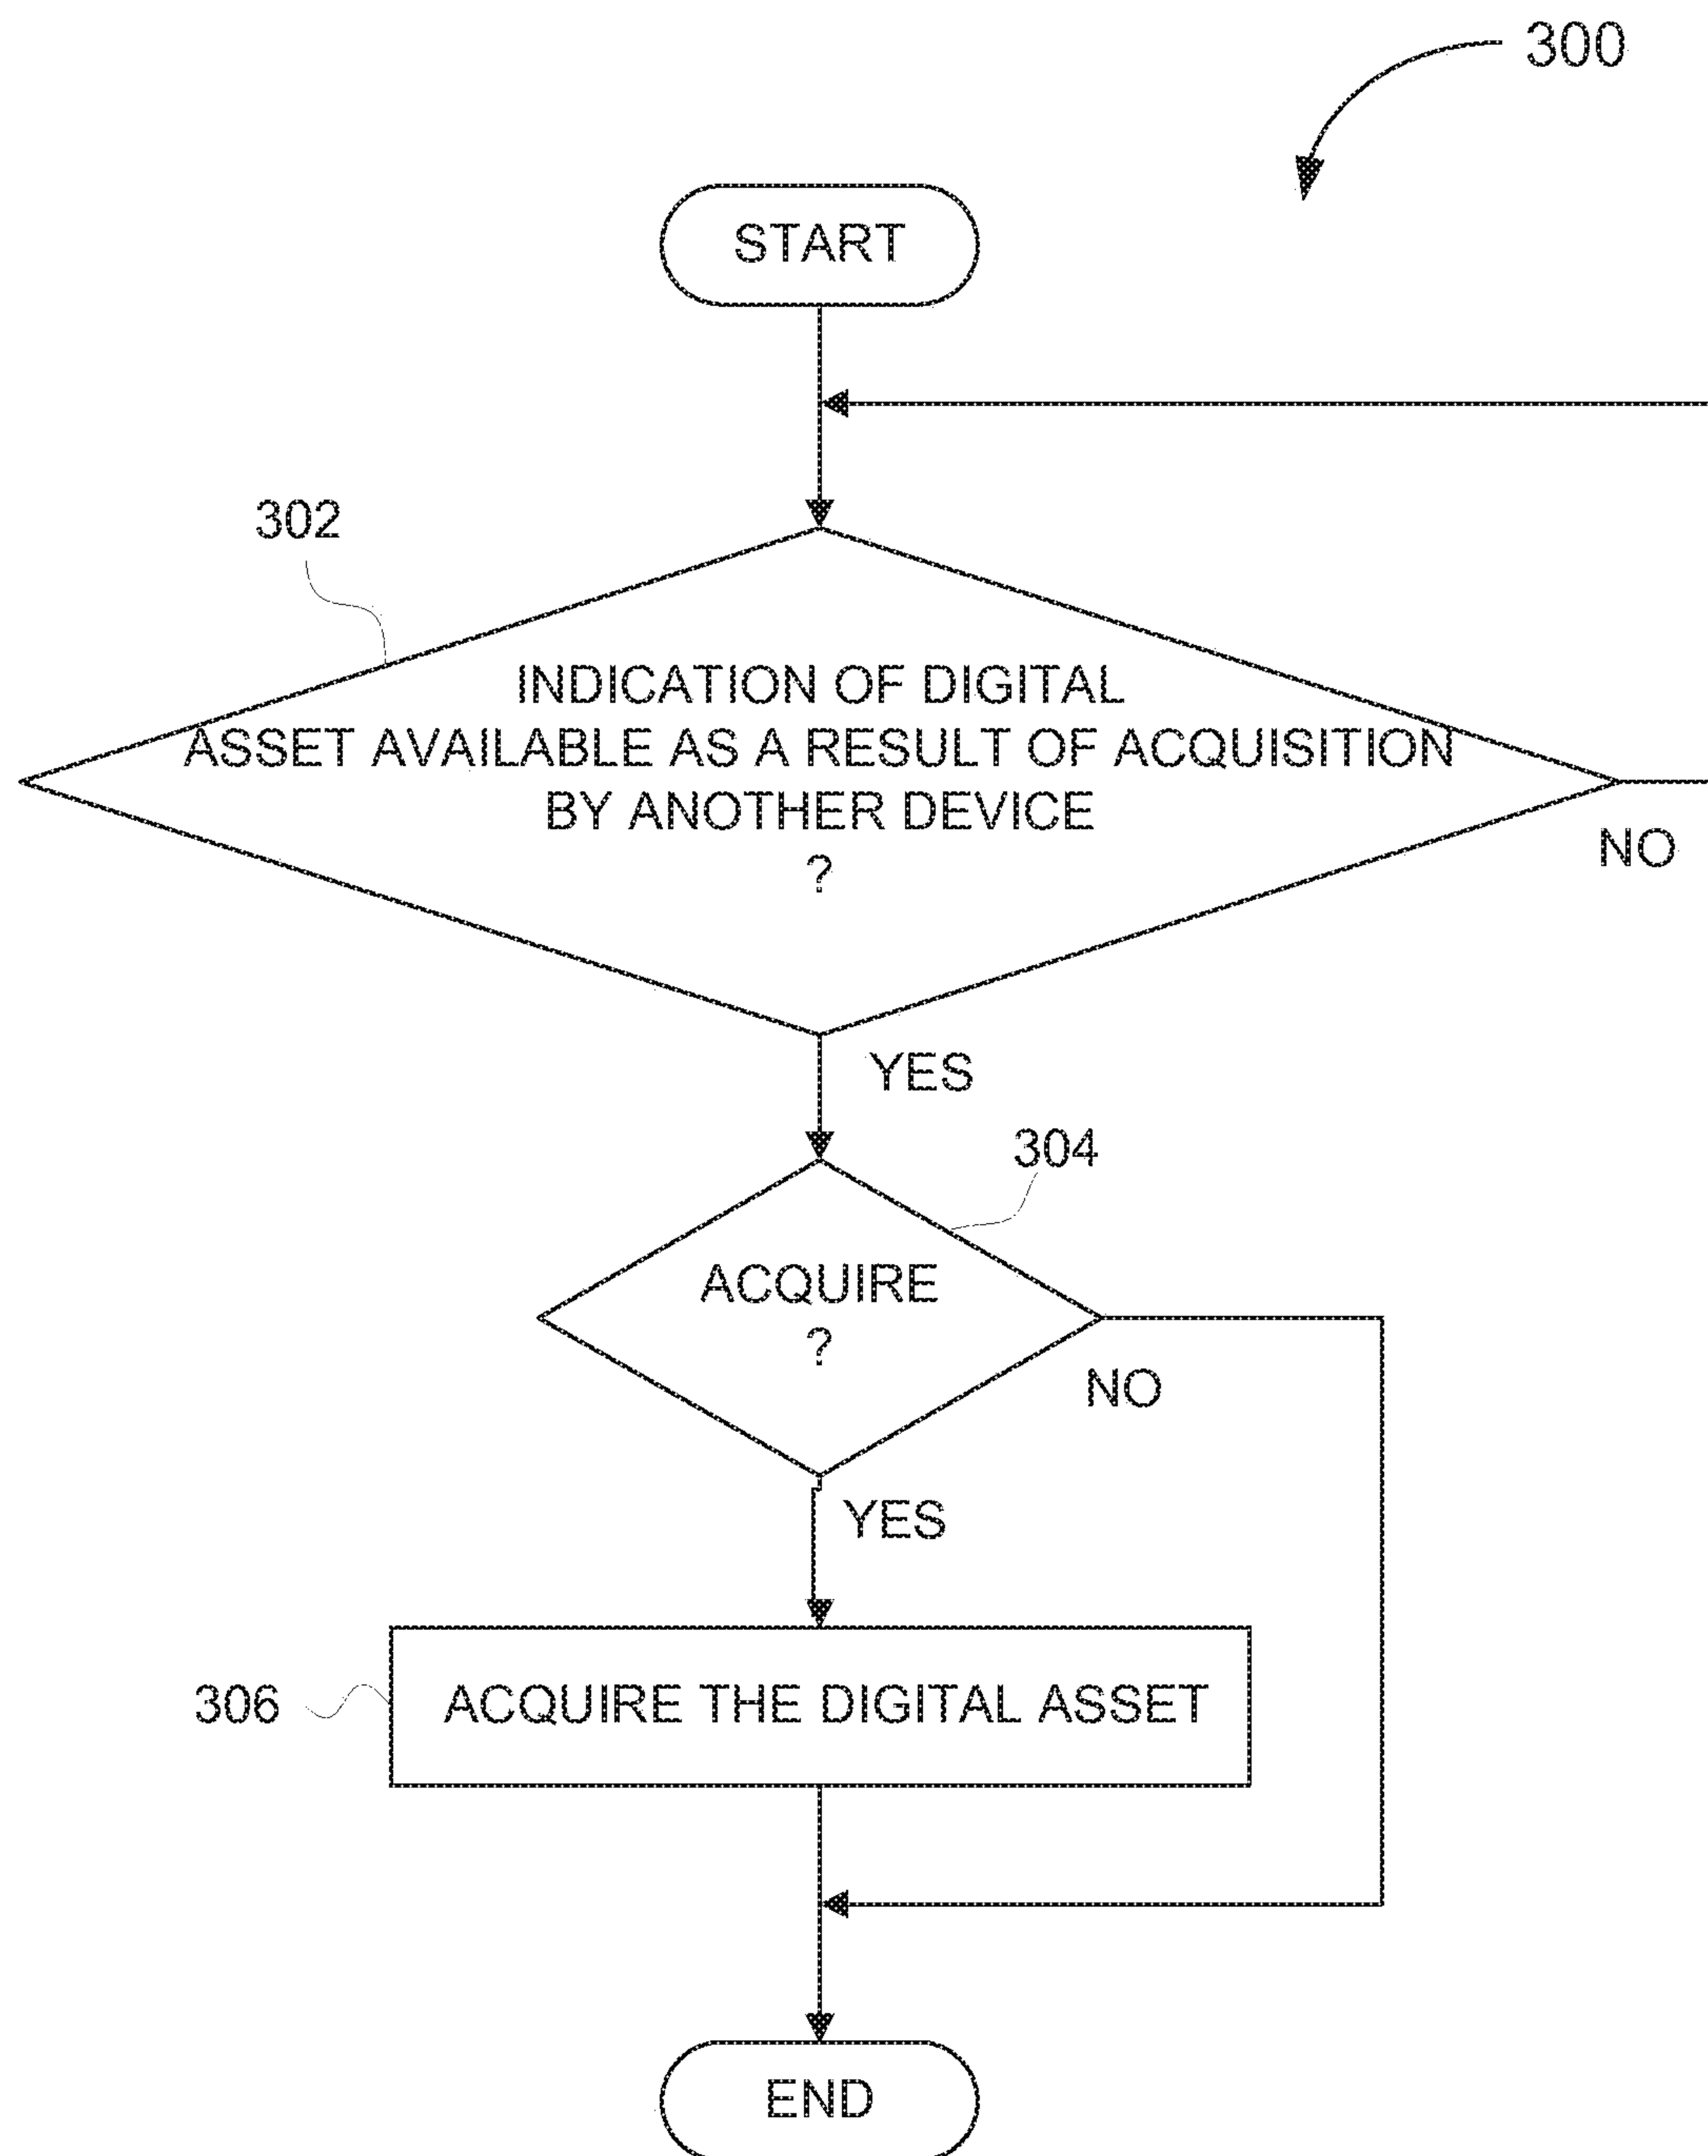 300
START
302
INDICATION OF DIGITAL
ASSET AVAILABLE AS A RESULT OF ACQUISITION
BY ANOTHER DEVICE
?
NO
YES
304
ACQUIRE
?
NO
YES
306
ACQUIRE THE DIGITAL ASSET
END